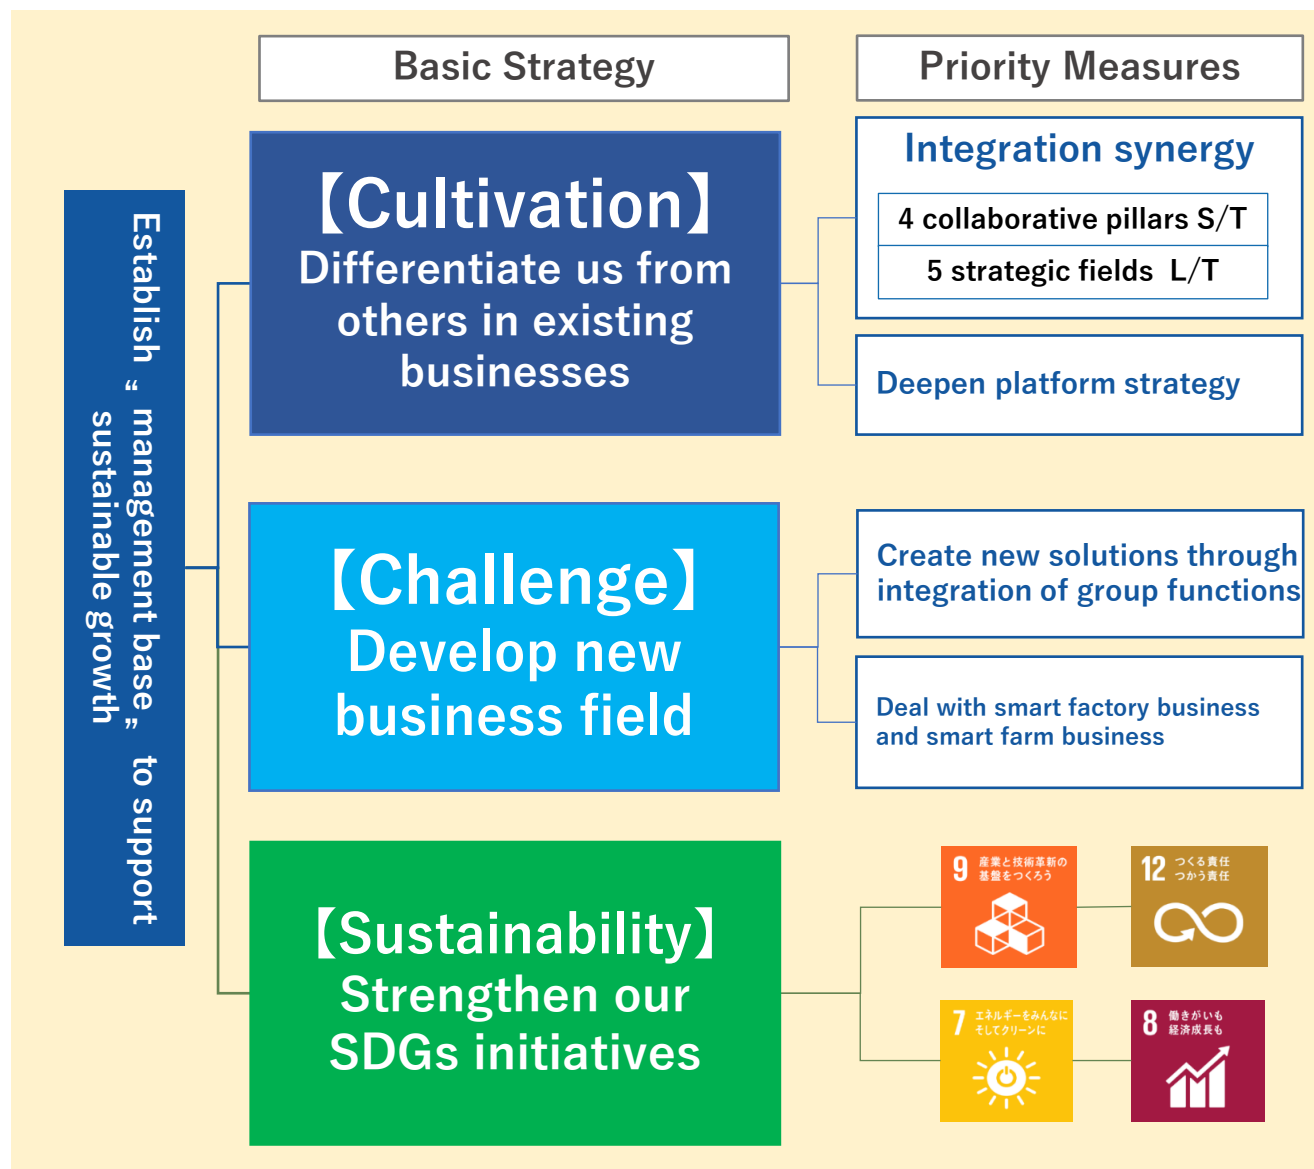 Basic Strategy
Priority Measures
Establish “management base” to support
sustainable growth
【Cultivation】
Differentiate us from
others in existing
businesses
Integration synergy
4 collaborative pillars S/T
5 strategic fields L/T
Deepen platform strategy
【Challenge】
Develop new
business field
Create new solutions through
integration of group functions
Deal with smart factory business
and smart farm business
【Sustainability】
Strengthen our
SDGs initiatives
9 産業と技術革新の
基盤をつくろう
12 つくる責任
つかう責任
7 エネルギーをみんなに
そしてクリーンに
8 働きがいも
経済成長も